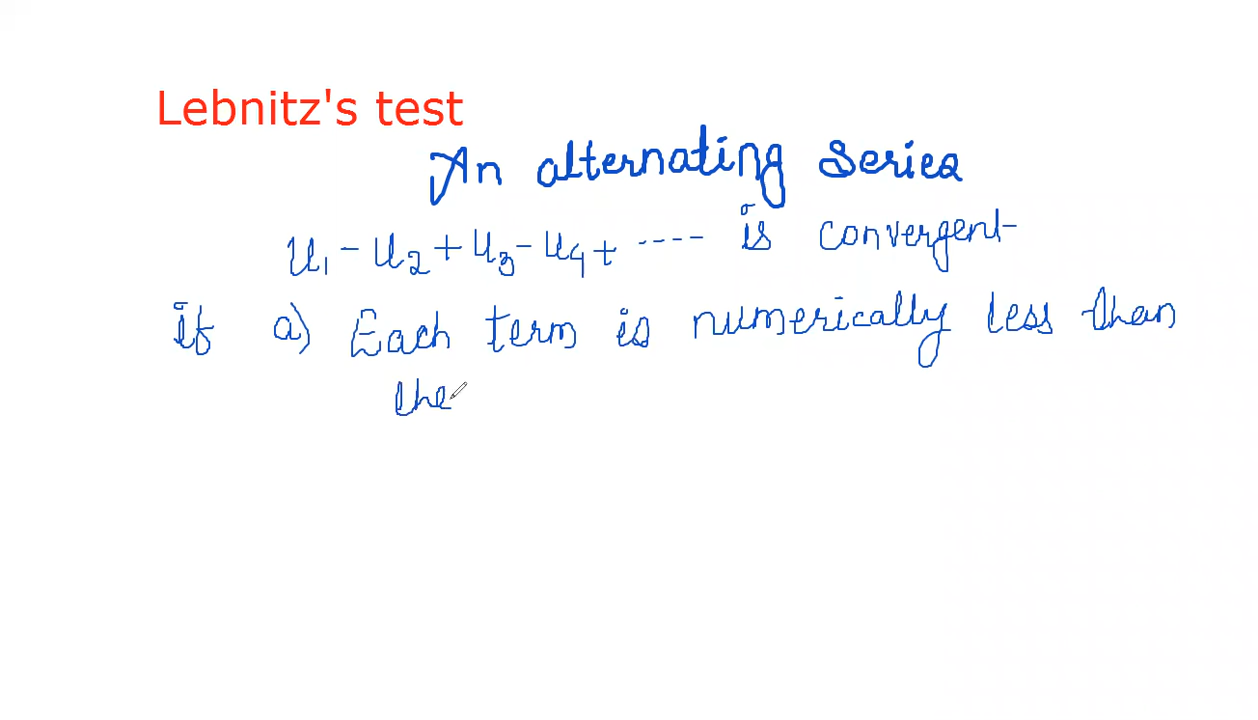 Lebnitz's test
An alternating series
u₁ - u₂ + u₃ - u₄ + ---- is convergent
if a) Each term is numerically less than
the